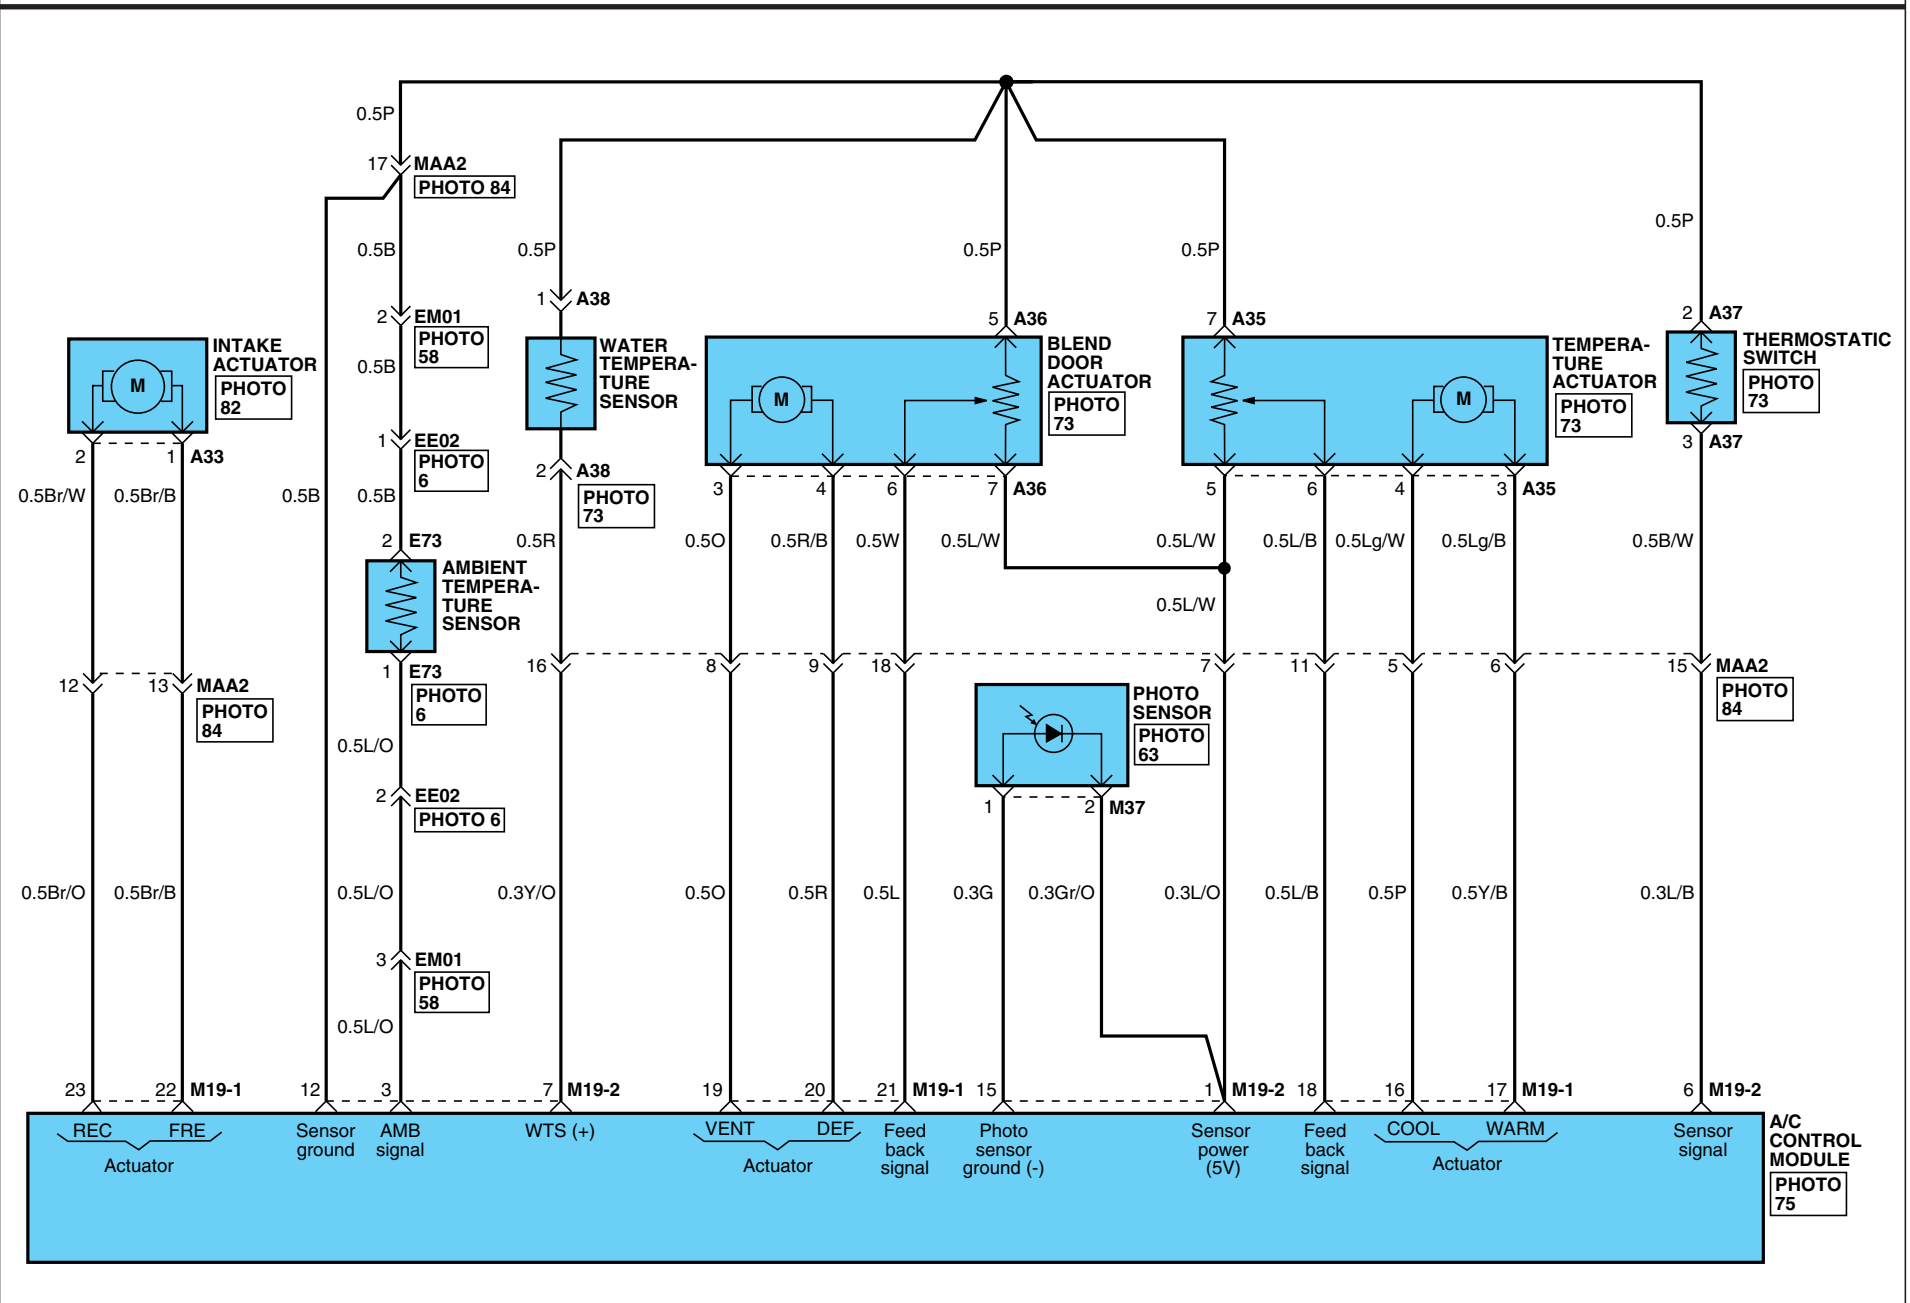 0.5P
17 MAA2
PHOTO 84
0.5P
0.5B
0.5P
0.5P
0.5P
1 A38
2 EM01
PHOTO
58
5 A36
7 A35
2 A37
INTAKE
ACTUATOR
PHOTO
82
M
WATER
TEMPERA-
TURE
SENSOR
BLEND
DOOR
ACTUATOR
PHOTO
73
M
TEMPERA-
TURE
ACTUATOR
PHOTO
73
M
THERMOSTATIC
SWITCH
PHOTO
73
0.5B
1 EE02
PHOTO
6
2
1 A33
2 A38
PHOTO
73
3 A37
3
4
6
7 A36
5
6
4
3 A35
0.5Br/W
0.5Br/B
0.5B
0.5B
2 E73
0.5R
0.5O
0.5R/B
0.5W
0.5L/W
0.5L/W
0.5L/B
0.5Lg/W
0.5Lg/B
0.5B/W
AMBIENT
TEMPERA-
TURE
SENSOR
0.5L/W
1 E73
PHOTO
6
16
8
9
18
7
11
5
6
15 MAA2
PHOTO
84
12
13 MAA2
PHOTO
84
PHOTO
SENSOR
PHOTO
63
0.5L/O
2 EE02
PHOTO 6
1
2 M37
0.5Br/O
0.5Br/B
0.5L/O
0.3Y/O
0.5O
0.5R
0.5L
0.3G
0.3Gr/O
0.3L/O
0.5L/B
0.5P
0.5Y/B
0.3L/B
3 EM01
PHOTO
58
0.5L/O
23
22 M19-1
12
3
7 M19-2
19
20
21 M19-1
15
1 M19-2
18
16
17 M19-1
6 M19-2
REC
FRE
Actuator
Sensor
ground
AMB
signal
WTS (+)
VENT
DEF
Actuator
Feed
back
signal
Photo
sensor
ground (-)
Sensor
power
(5V)
Feed
back
signal
COOL
WARM
Actuator
Sensor
signal
A/C
CONTROL
MODULE
PHOTO
75